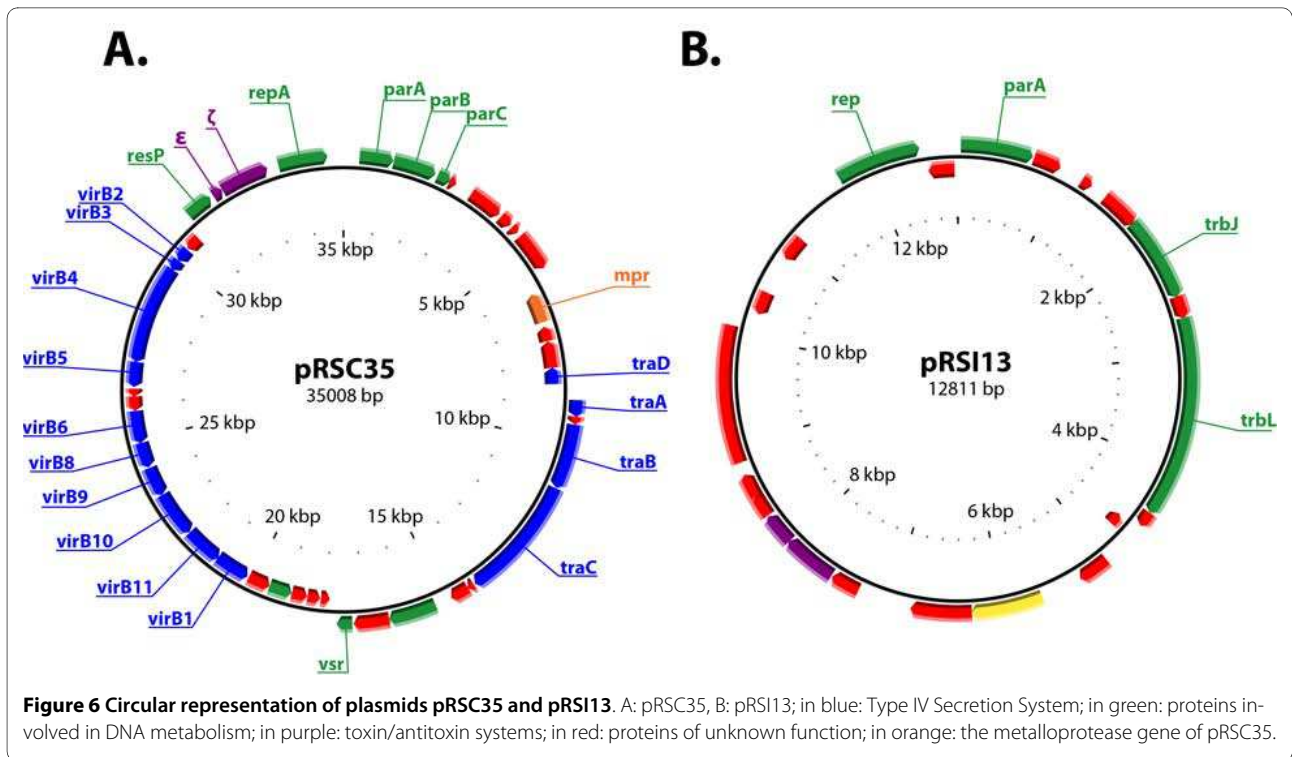 A.
repA
parA
parB
parC
ζ
ε
resP
virB2
virB3
virB4
virB5
virB6
virB8
virB9
virB10
virB11
virB1
vsr
mpr
traD
traA
traB
traC
35 kbp
5 kbp
10 kbp
15 kbp
20 kbp
25 kbp
30 kbp
pRSC35
35008 bp
B.
rep
parA
trbJ
trbL
12 kbp
2 kbp
4 kbp
6 kbp
8 kbp
10 kbp
pRSI13
12811 bp
Figure 6 Circular representation of plasmids pRSC35 and pRSI13. A: pRSC35, B: pRSI13; in blue: Type IV Secretion System; in green: proteins in-
volved in DNA metabolism; in purple: toxin/antitoxin systems; in red: proteins of unknown function; in orange: the metalloprotease gene of pRSC35.